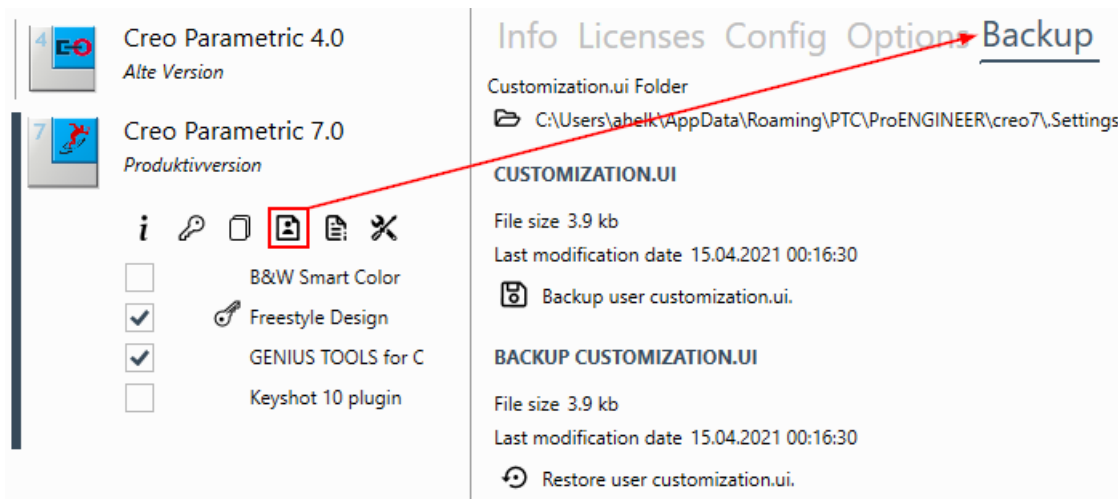 4
Creo Parametric 4.0
Alte Version
7
Creo Parametric 7.0
Produktivversion
i
B&W Smart Color
Freestyle Design
GENIUS TOOLS for C
Keyshot 10 plugin
Info Licenses Config Options Backup
Customization.ui Folder
C:\Users\ahelk\AppData\Roaming\PTC\ProENGINEER\creo7\.Settings
CUSTOMIZATION.UI
File size 3.9 kb
Last modification date 15.04.2021 00:16:30
Backup user customization.ui.
BACKUP CUSTOMIZATION.UI
File size 3.9 kb
Last modification date 15.04.2021 00:16:30
Restore user customization.ui.